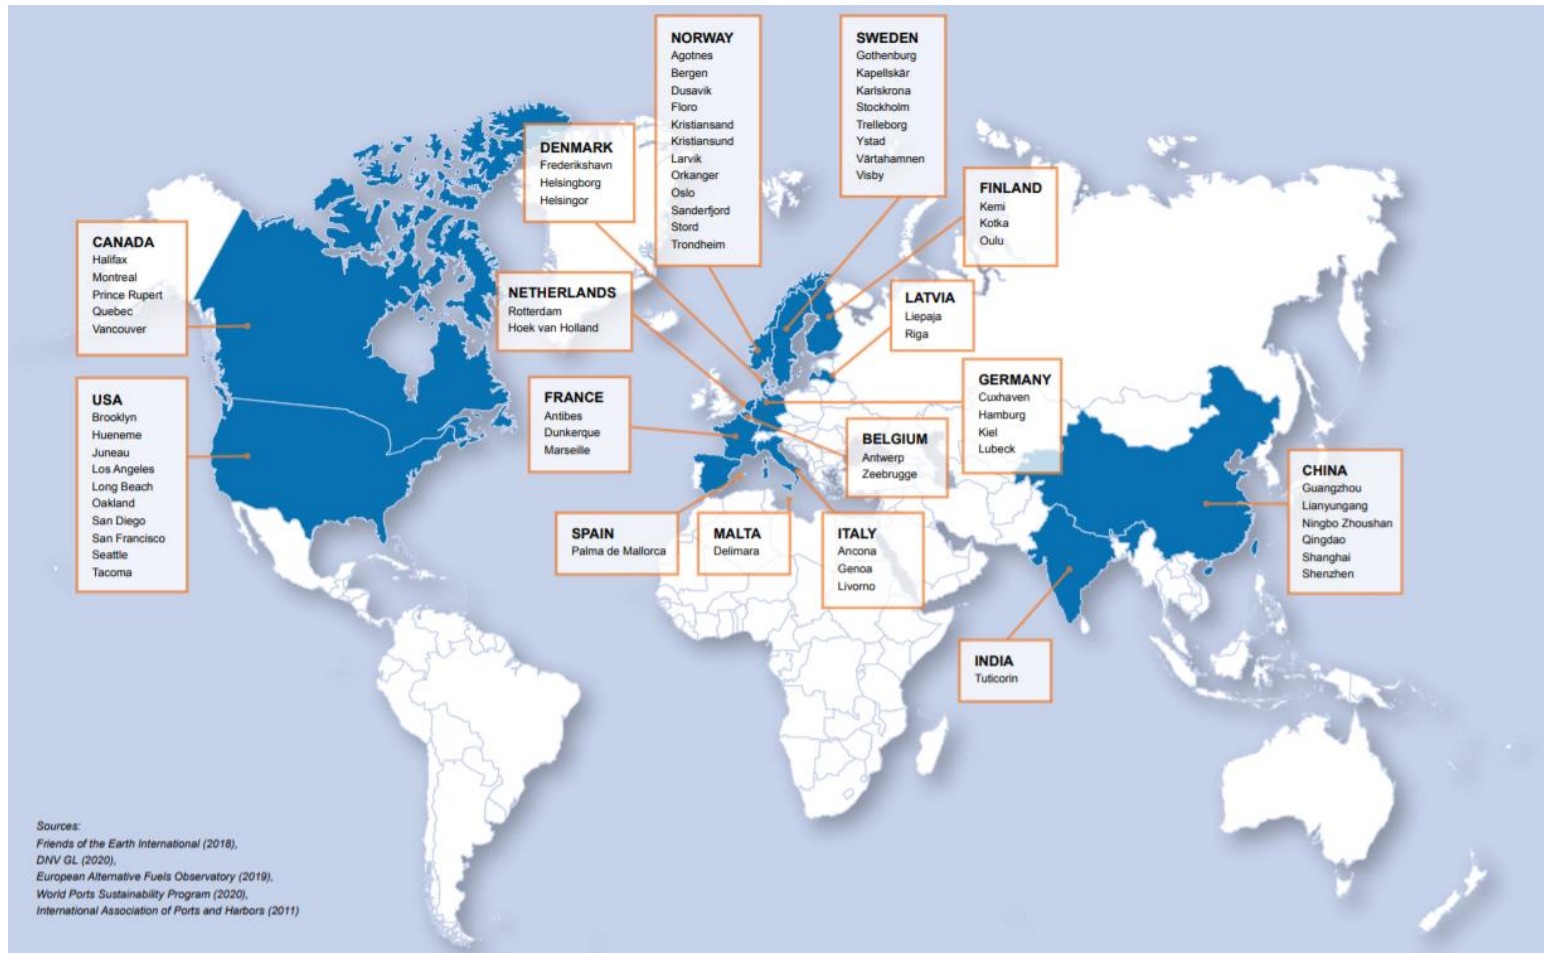 NORWAY
Agotnes
Bergen
Dusavik
Floro
Kristiansand
Kristiansund
Larvik
Orkanger
Oslo
Sanderfjord
Stord
Trondheim
SWEDEN
Gothenburg
Kapellskär
Karlskrona
Stockholm
Trelleborg
Ystad
Värtahamnen
Visby
DENMARK
Frederikshavn
Helsingborg
Helsingor
FINLAND
Kemi
Kotka
Oulu
CANADA
Halifax
Montreal
Prince Rupert
Quebec
Vancouver
NETHERLANDS
Rotterdam
Hoek van Holland
LATVIA
Liepaja
Riga
USA
Brooklyn
Hueneme
Juneau
Los Angeles
Long Beach
Oakland
San Diego
San Francisco
Seattle
Tacoma
FRANCE
Antibes
Dunkerque
Marseille
GERMANY
Cuxhaven
Hamburg
Kiel
Lubeck
BELGIUM
Antwerp
Zeebrugge
CHINA
Guangzhou
Lianyungang
Ningbo Zhoushan
Qingdao
Shanghai
Shenzhen
SPAIN
Palma de Mallorca
MALTA
Delimara
ITALY
Ancona
Genoa
Livorno
INDIA
Tuticorin
Sources:
Friends of the Earth International (2018),
DNV GL (2020),
European Alternative Fuels Observatory (2019),
World Ports Sustainability Program (2020),
International Association of Ports and Harbors (2011)